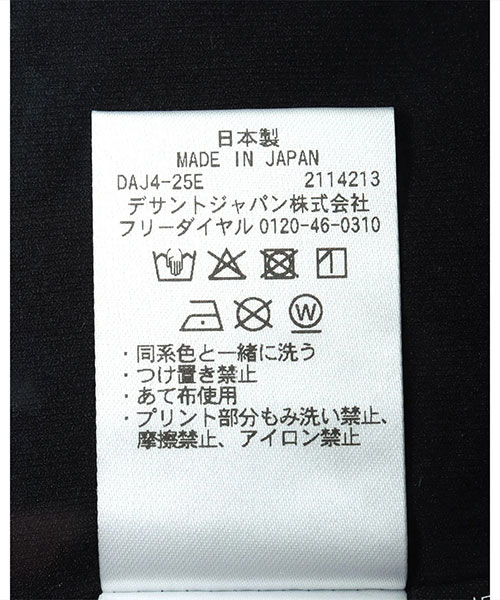 日本製
MADE IN JAPAN
DAJ4-25E 2114213
デサントジャパン株式会社
フリーダイヤル 0120-46-0310
W
・同系色と一緒に洗う
・つけ置き禁止
・あて布使用
・プリント部分もみ洗い禁止、
摩擦禁止、アイロン禁止